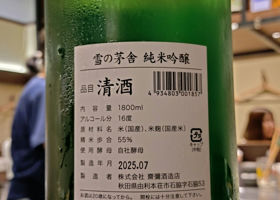 雪の茅舎 純米吟醸
品目 清酒
4 934803 001857
内容量 1800ml
アルコール分 16度
原材料名 米(国産)、米麹(国産米)
精米歩合 55%
使用酵母 自社酵母
製造年月 2025.07
製造者 株式会社 齋彌酒造店
秋田県由利本荘市石脇字石脇53